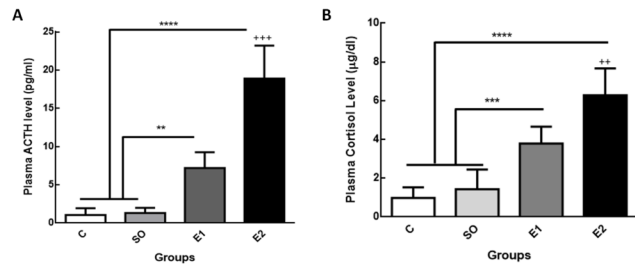 A
Plasma ACTH level (pg/ml)
25
20
15
10
5
0
****
+++
**
C
SO
E1
E2
Groups
B
Plasma Cortisol Level (µg/dl)
8
6
4
2
0
****
++
***
C
SO
E1
E2
Groups